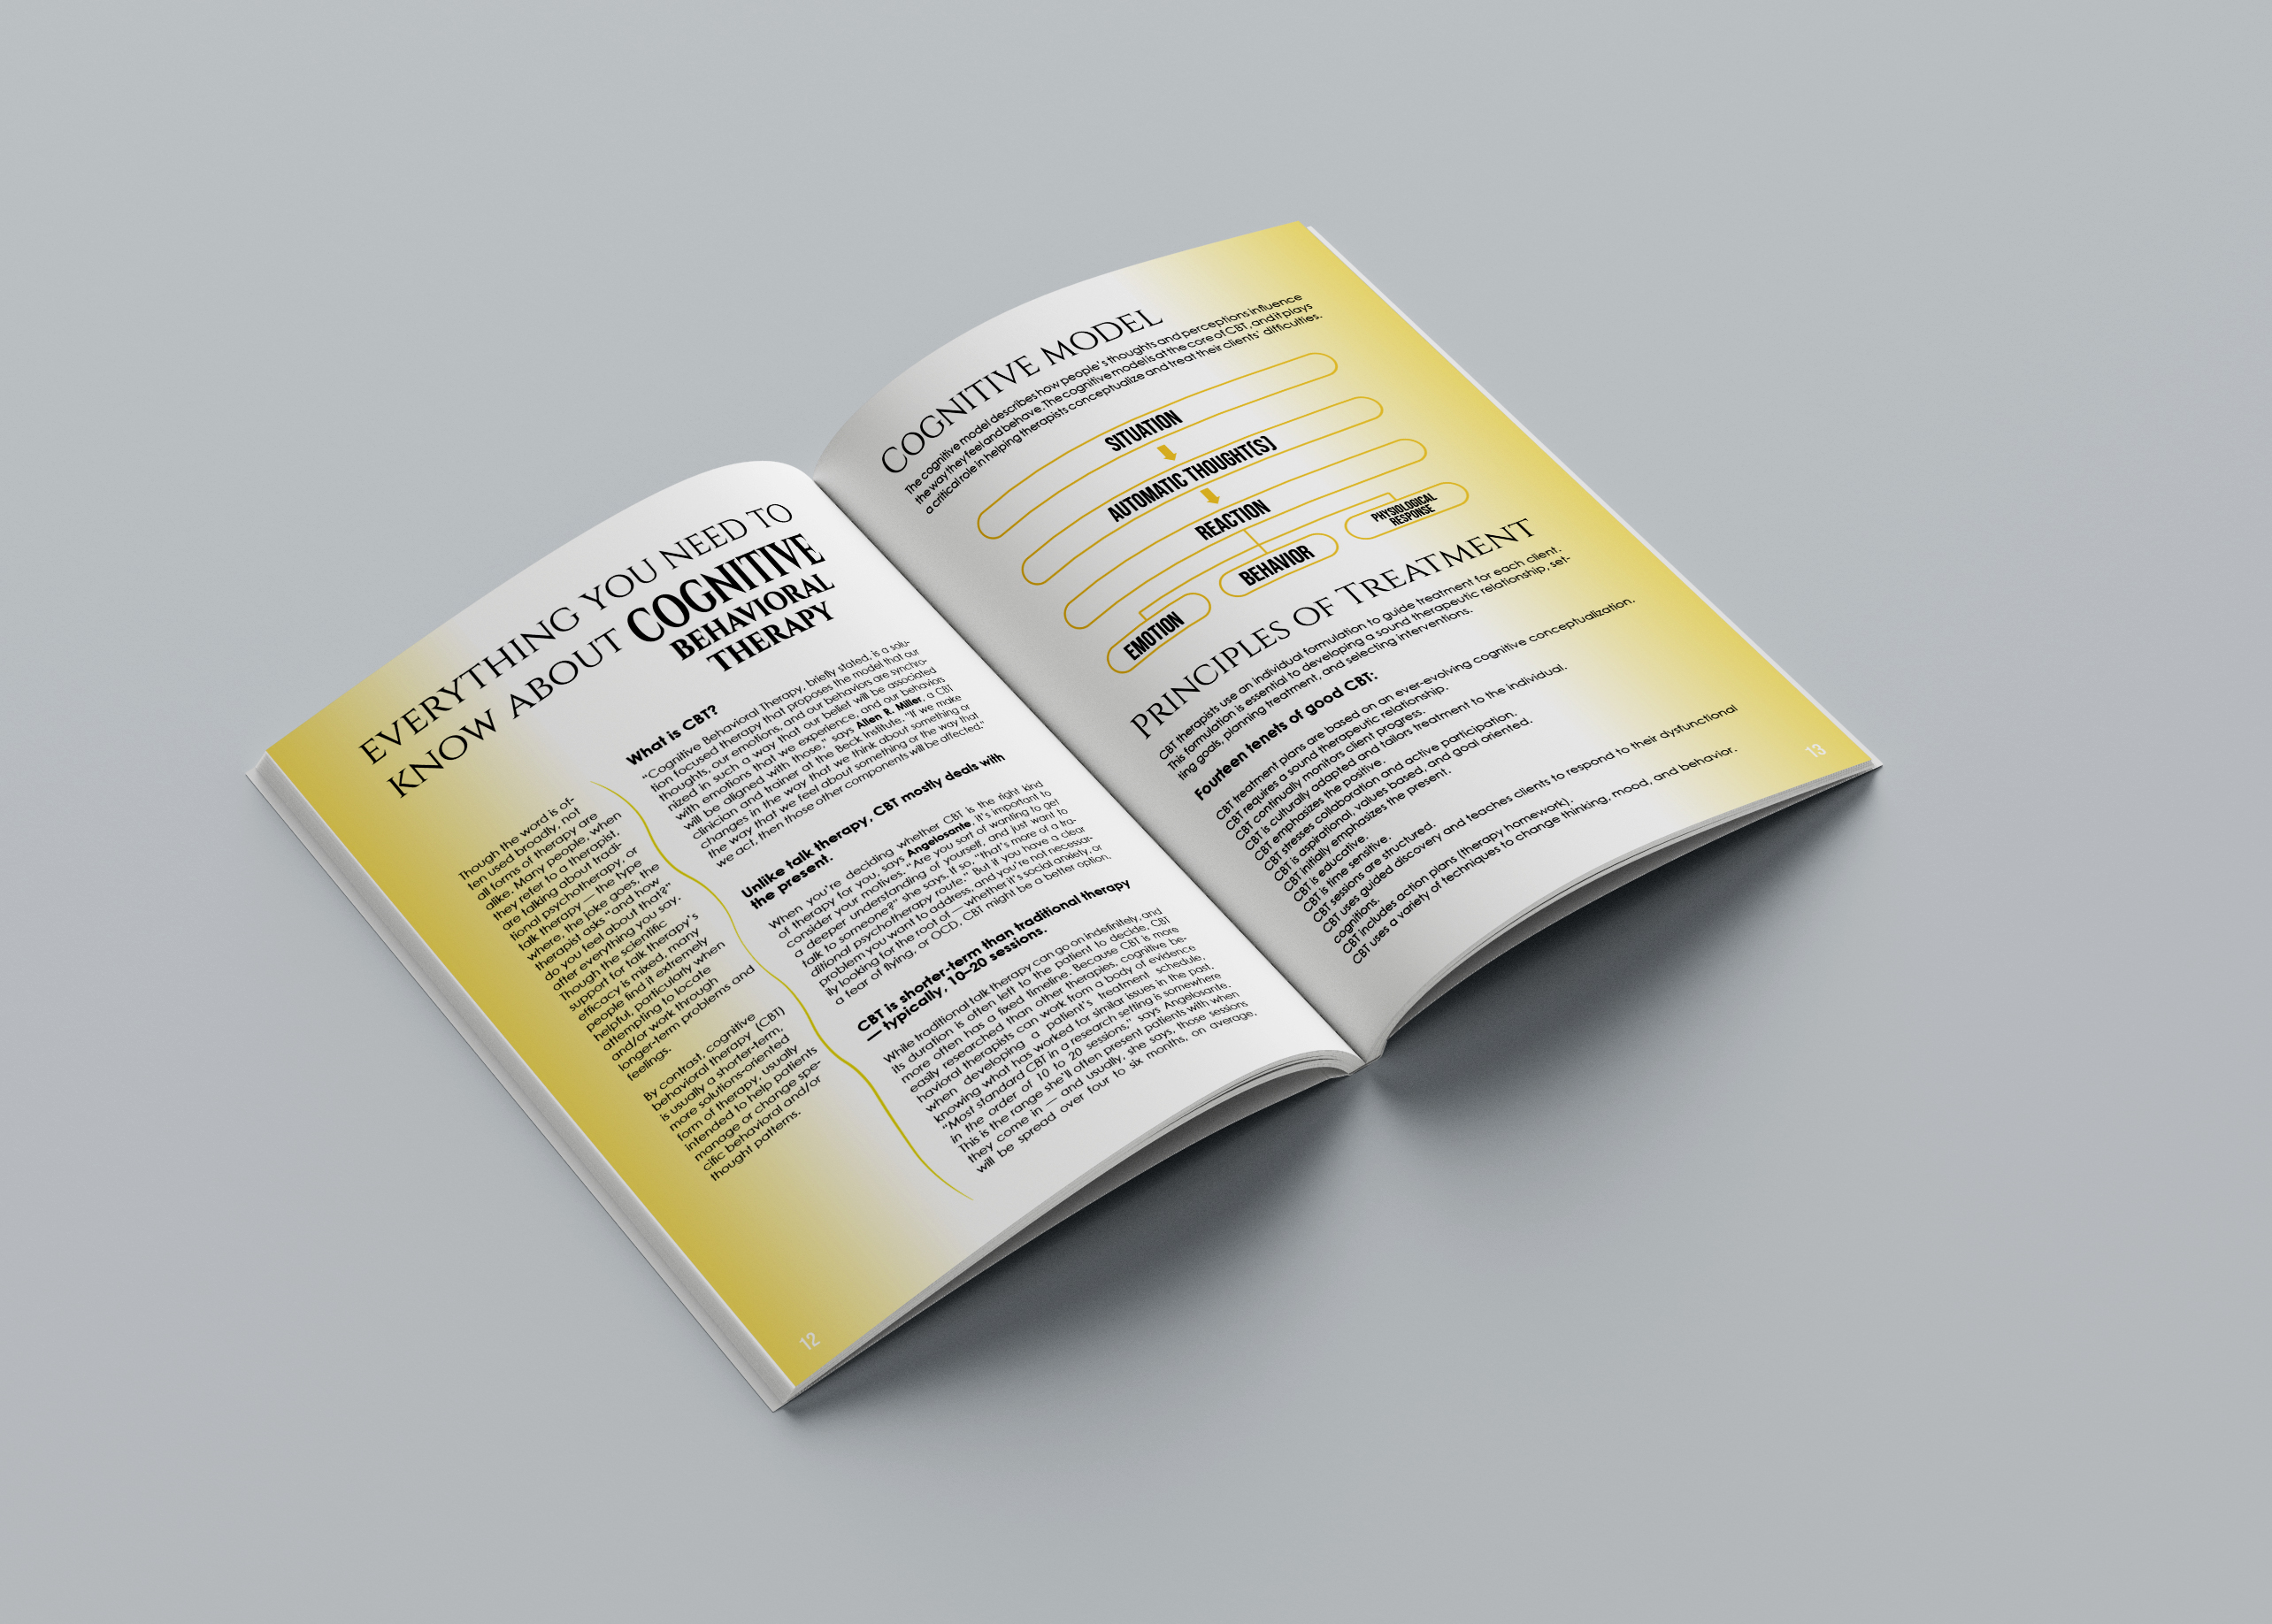 EVERYTHING YOU NEED TO
KNOW ABOUT COGNITIVE
BEHAVIORAL
THERAPY
Though the word is of-
ten used broadly, not
all forms of therapy are
alike. Many people, when
they refer to a therapist,
are talking about tradi-
tional psychotherapy, or
talk therapy — the type
where, the joke goes, the
therapist asks "and how
do you feel about that?"
after everything you say.
Though the scientific
support for talk therapy's
efficacy is mixed, many
people find it extremely
helpful, particularly when
attempting to locate
and/or work through
longer-term problems and
feelings.
By contrast, cognitive
behavioral therapy (CBT)
is usually a shorter-term,
more solutions-oriented
form of therapy, usually
intended to help patients
manage or change spe-
cific behavioral and/or
thought patterns.
What is CBT?
"Cognitive Behavioral Therapy, briefly stated, is a solu-
tion focused therapy that proposes the model that our
thoughts, our emotions, and our behaviors are synchro-
nized in such a way that our belief will be associated
with emotions that we experience, and our behaviors
will be aligned with those," says Allen R. Miller, a CBT
clinician and trainer at the Beck Institute. "If we make
changes in the way that we think about something or
the way that we feel about something or the way that
we act, then those other components will be affected."
Unlike talk therapy, CBT mostly deals with
the present.
When you're deciding whether CBT is the right kind
of therapy for you, says Angelosante, it's important to
consider your motives. "Are you sort of wanting to get
a deeper understanding of yourself, and just want to
talk to someone?" she says. If so, "that's more of a tra-
ditional psychotherapy route." But if you have a clear
problem you want to address, and you're not necessar-
ily looking for the root of — whether it's social anxiety, or
a fear of flying, or OCD, CBT might be a better option.
CBT is shorter-term than traditional therapy
— typically, 10–20 sessions.
While traditional talk therapy can go on indefinitely, and
its duration is often left to the patient to decide, CBT
more often has a fixed timeline. Because CBT is more
easily researched than other therapies, cognitive be-
havioral therapists can work from a body of evidence
when developing a patient's treatment schedule,
knowing what has worked for similar issues in the past.
"Most standard CBT in a research setting is somewhere
in the order of 10 to 20 sessions," says Angelosante.
This is the range she'll often present patients with when
they come in — and usually, she says, those sessions
will be spread over four to six months, on average.
12
COGNITIVE MODEL
The cognitive model describes how people's thoughts and perceptions influence
the way they feel and behave. The cognitive model is at the core of CBT, and it plays
a critical role in helping therapists conceptualize and treat their clients' difficulties.
SITUATION
AUTOMATIC THOUGHT(S)
REACTION
EMOTION
BEHAVIOR
PHYSIOLOGICAL
RESPONSE
PRINCIPLES OF TREATMENT
CBT therapists use an individual formulation to guide treatment for each client.
This formulation is essential to developing a sound therapeutic relationship, set-
ting goals, planning treatment, and selecting interventions.
Fourteen tenets of good CBT:
CBT treatment plans are based on an ever-evolving cognitive conceptualization.
CBT requires a sound therapeutic relationship.
CBT continually monitors client progress.
CBT is culturally adapted and tailors treatment to the individual.
CBT emphasizes the positive.
CBT stresses collaboration and active participation.
CBT is aspirational, values based, and goal oriented.
CBT initially emphasizes the present.
CBT is educative.
CBT is time sensitive.
CBT sessions are structured.
CBT uses guided discovery and teaches clients to respond to their dysfunctional
cognitions.
CBT includes action plans (therapy homework).
CBT uses a variety of techniques to change thinking, mood, and behavior.
13